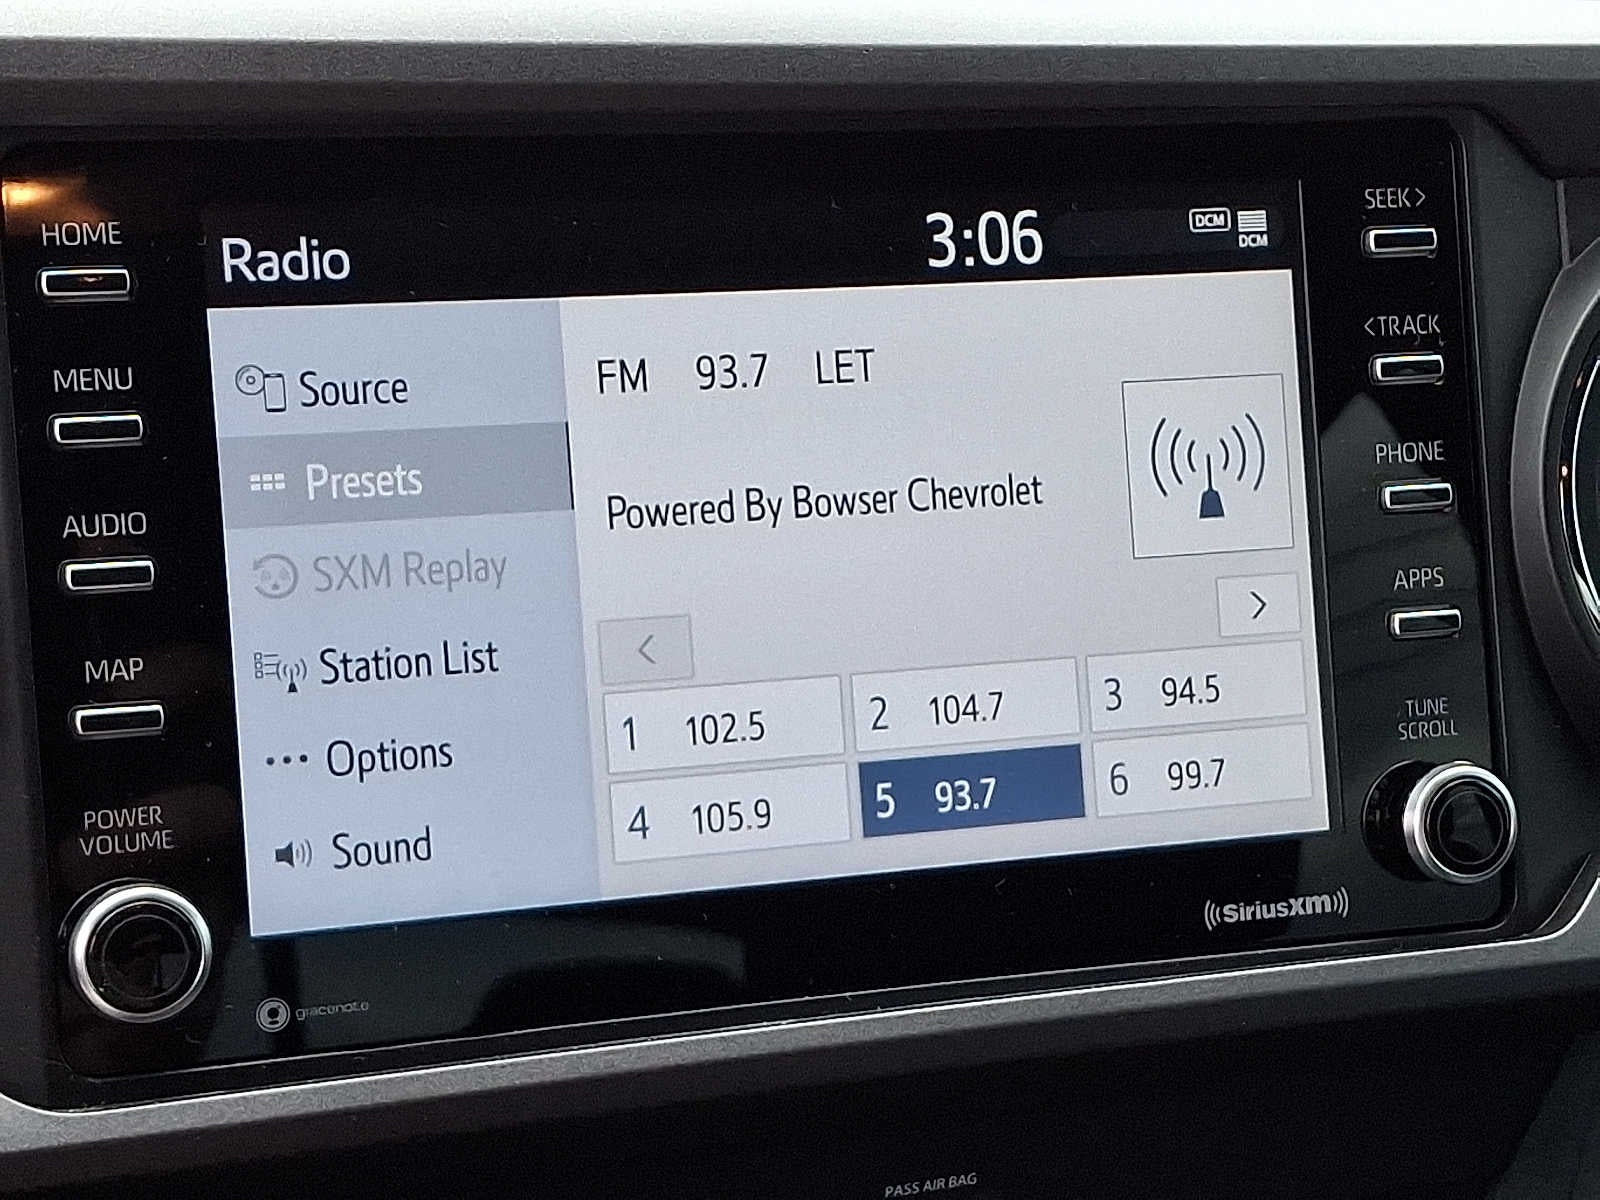 HOME
MENU
AUDIO
MAP
POWER
VOLUME
Radio
3:06
DCM
DCM
Source
Presets
SXM Replay
Station List
Options
Sound
FM 93.7 LET
Powered By Bowser Chevrolet
<
>
1 102.5
2 104.7
3 94.5
4 105.9
5 93.7
6 99.7
SEEK >
< TRACK
PHONE
APPS
TUNE
SCROLL
gracenote
((SiriusXM))
PASS AIR BAG